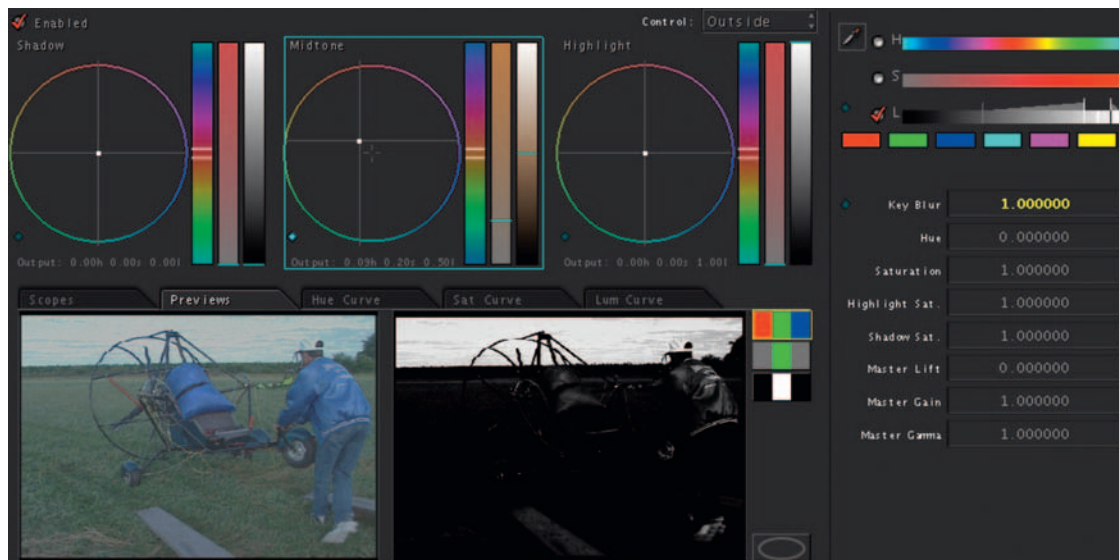 Enabled
Control: Outside
Shadow
Midtone
Highlight
Output: 0.00h 0.00s 0.00l
Output: 0.09h 0.20s 0.50l
Output: 0.00h 0.00s 1.00l
H
S
L
Key Blur 1.000000
Hue 0.000000
Saturation 1.000000
Highlight Sat. 1.000000
Shadow Sat. 1.000000
Master Lift 0.000000
Master Gain 1.000000
Master Gamma 1.000000
Scopes
Previews
Hue Curve
Sat Curve
Lum Curve